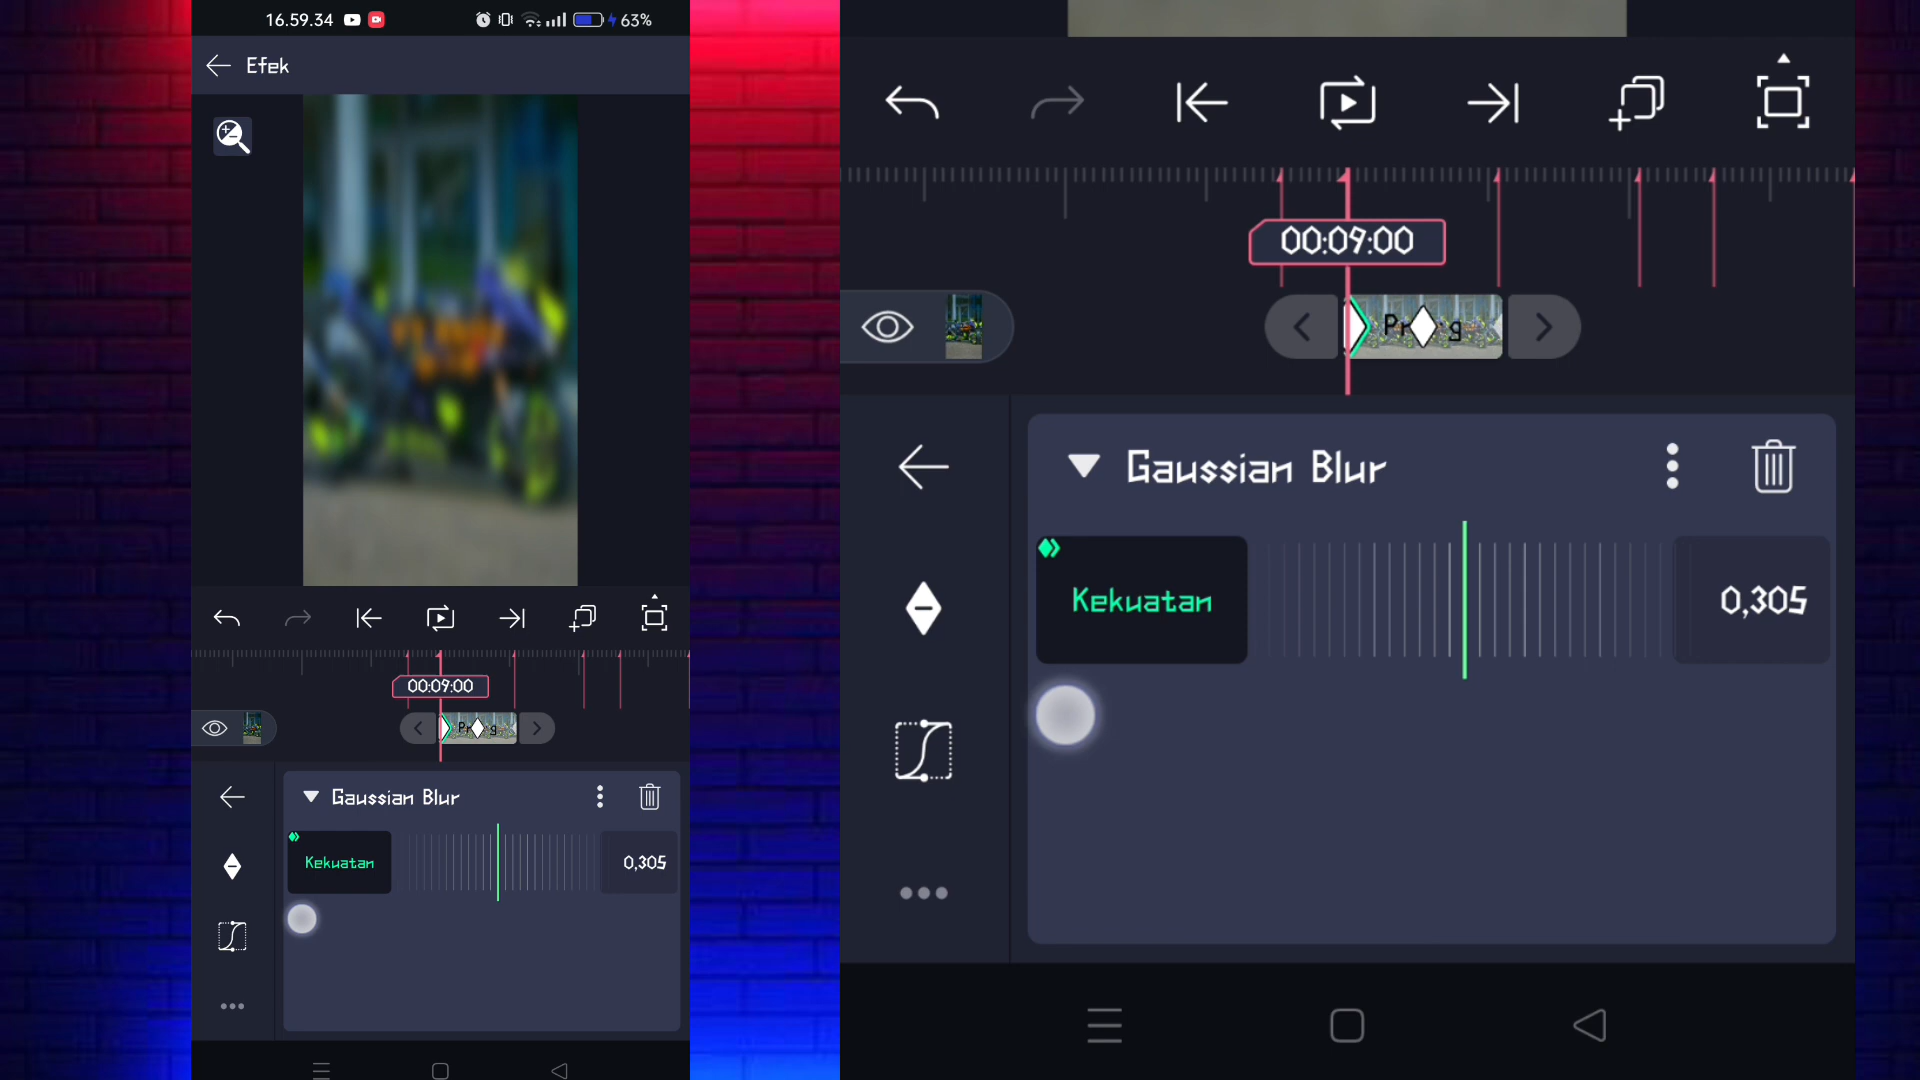 16.59.34
63%
Efek
00:09:00
Gaussian Blur
Kekuatan
0,305
00:09:00
Gaussian Blur
Kekuatan
0,305